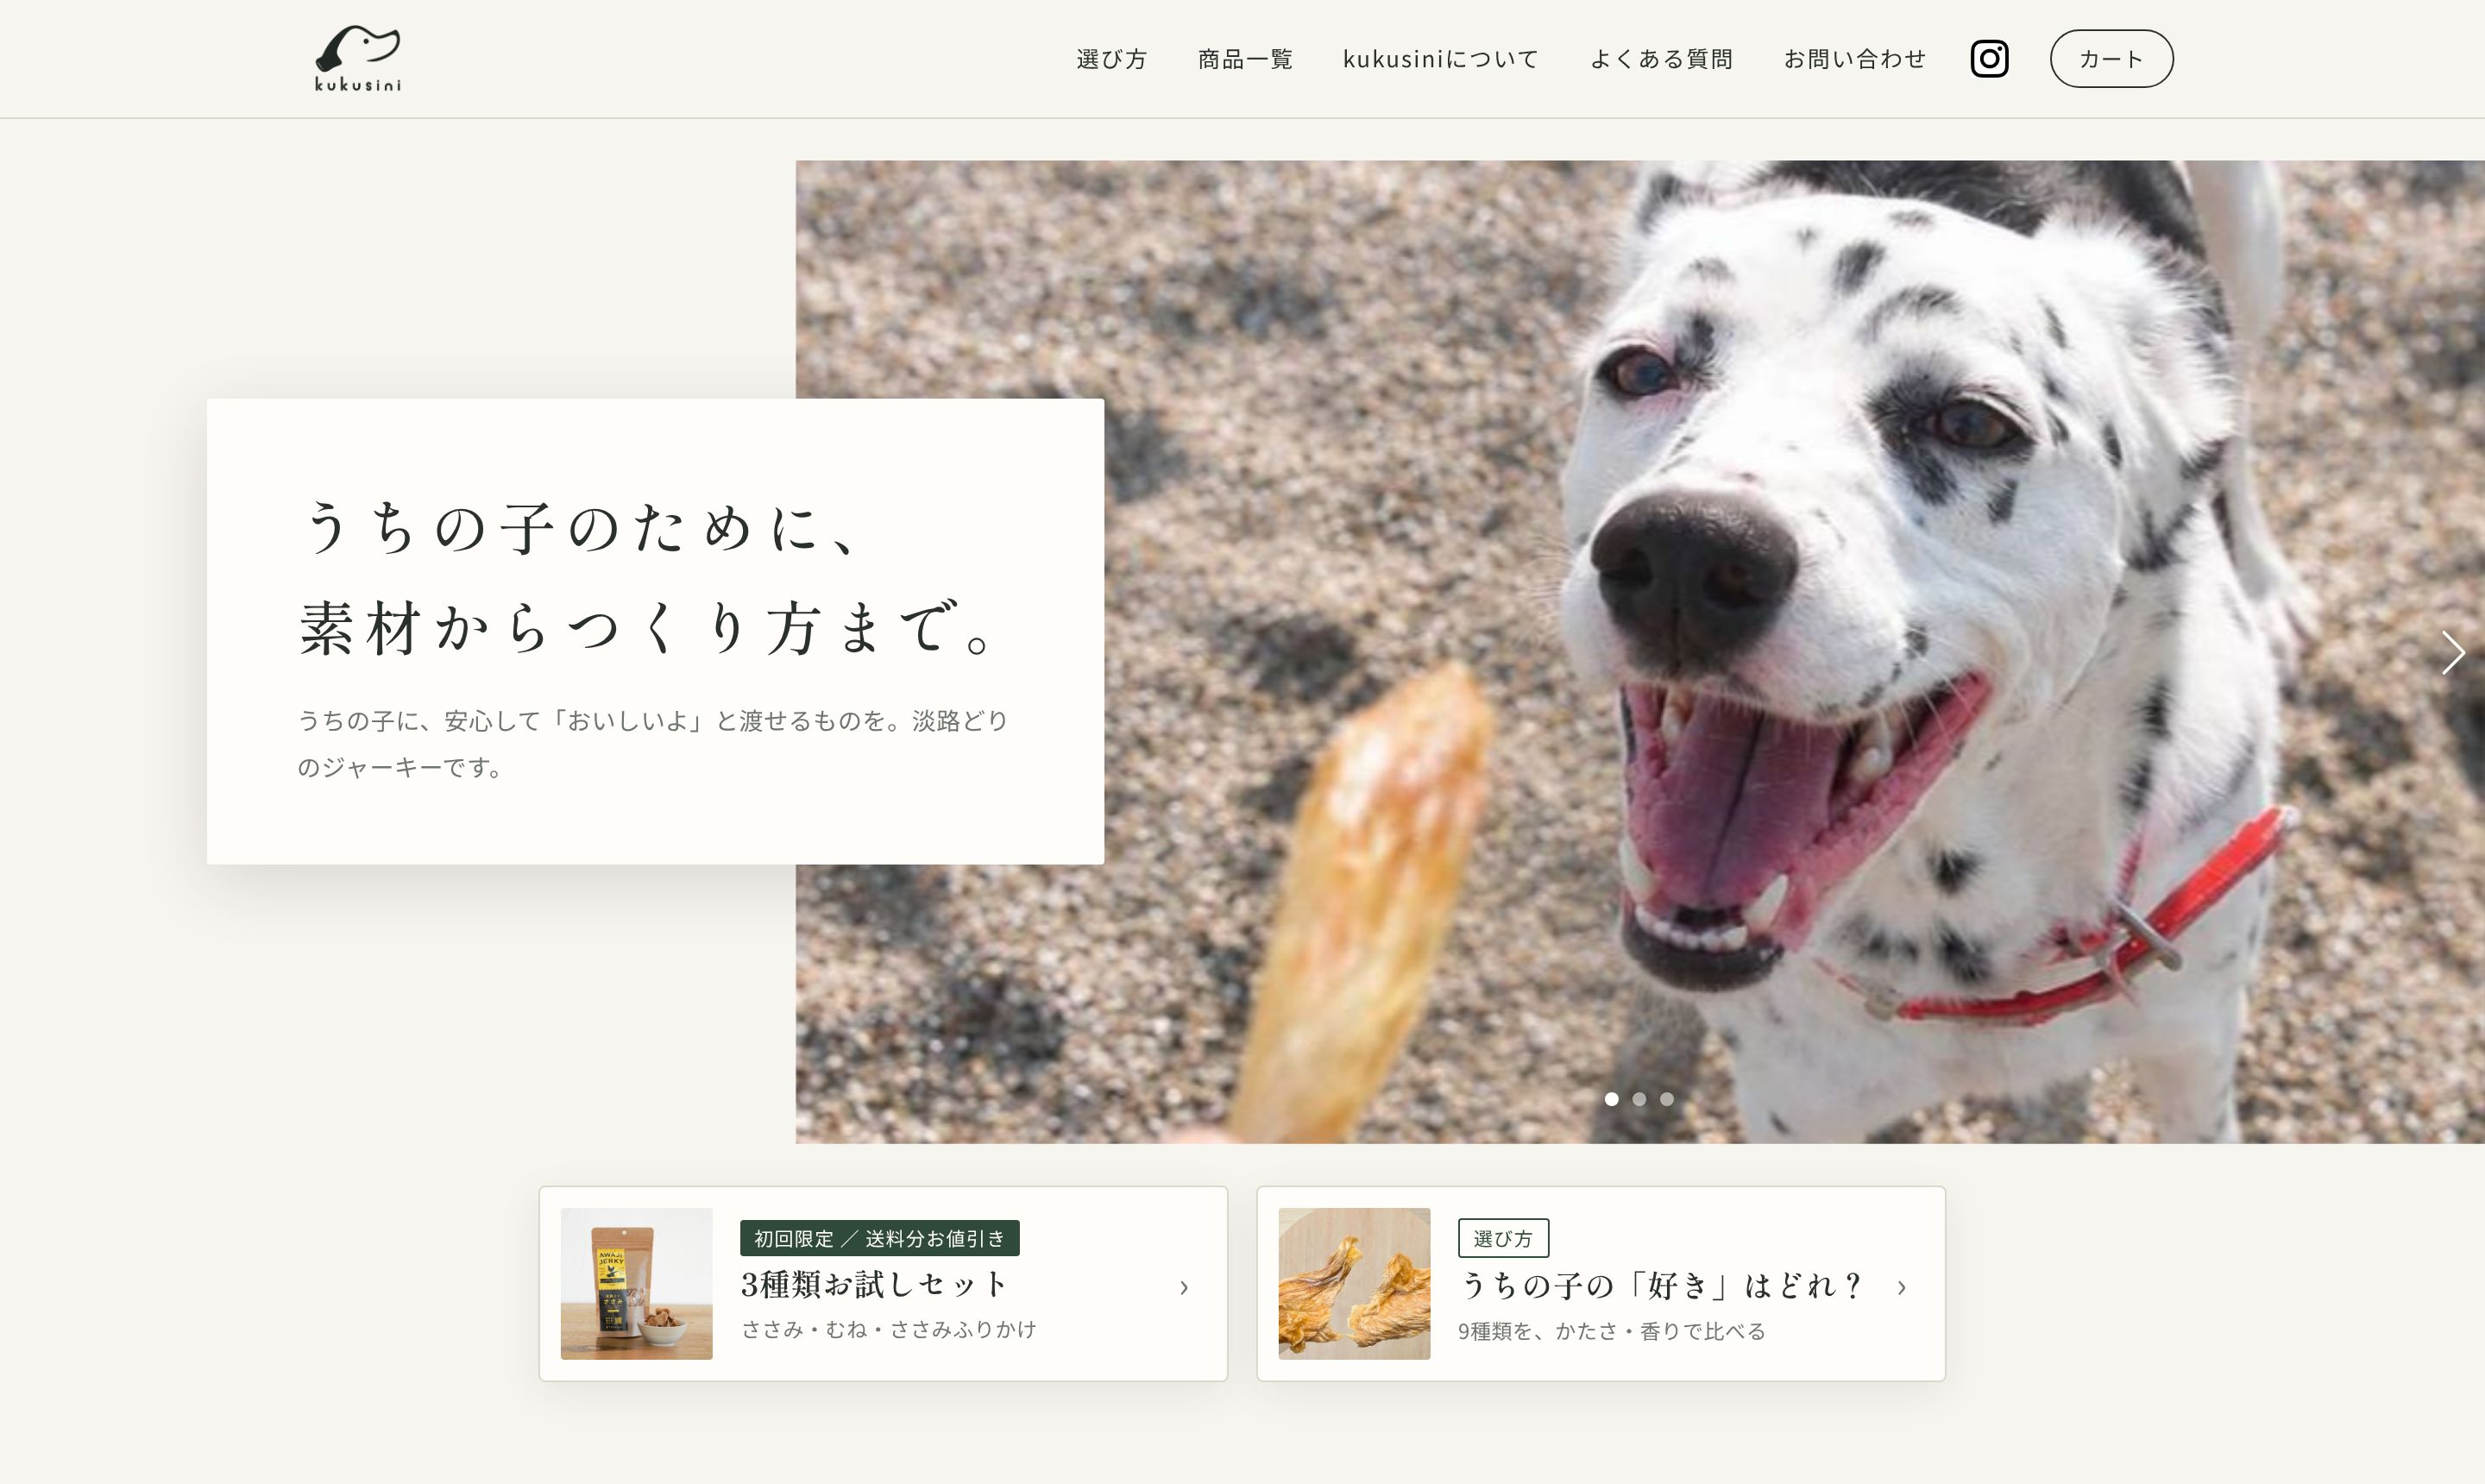 kukusini
選び方
商品一覧
kukusiniについて
よくある質問
お問い合わせ
カート
うちの子のために、
素材からつくり方まで。
うちの子に、安心して「おいしいよ」と渡せるものを。淡路どり
のジャーキーです。
AWAJI
JERKY
ささみ
初回限定 ／ 送料分お値引き
3種類お試しセット
ささみ・むね・ささみふりかけ
›
選び方
うちの子の「好き」はどれ？
9種類を、かたさ・香りで比べる
›